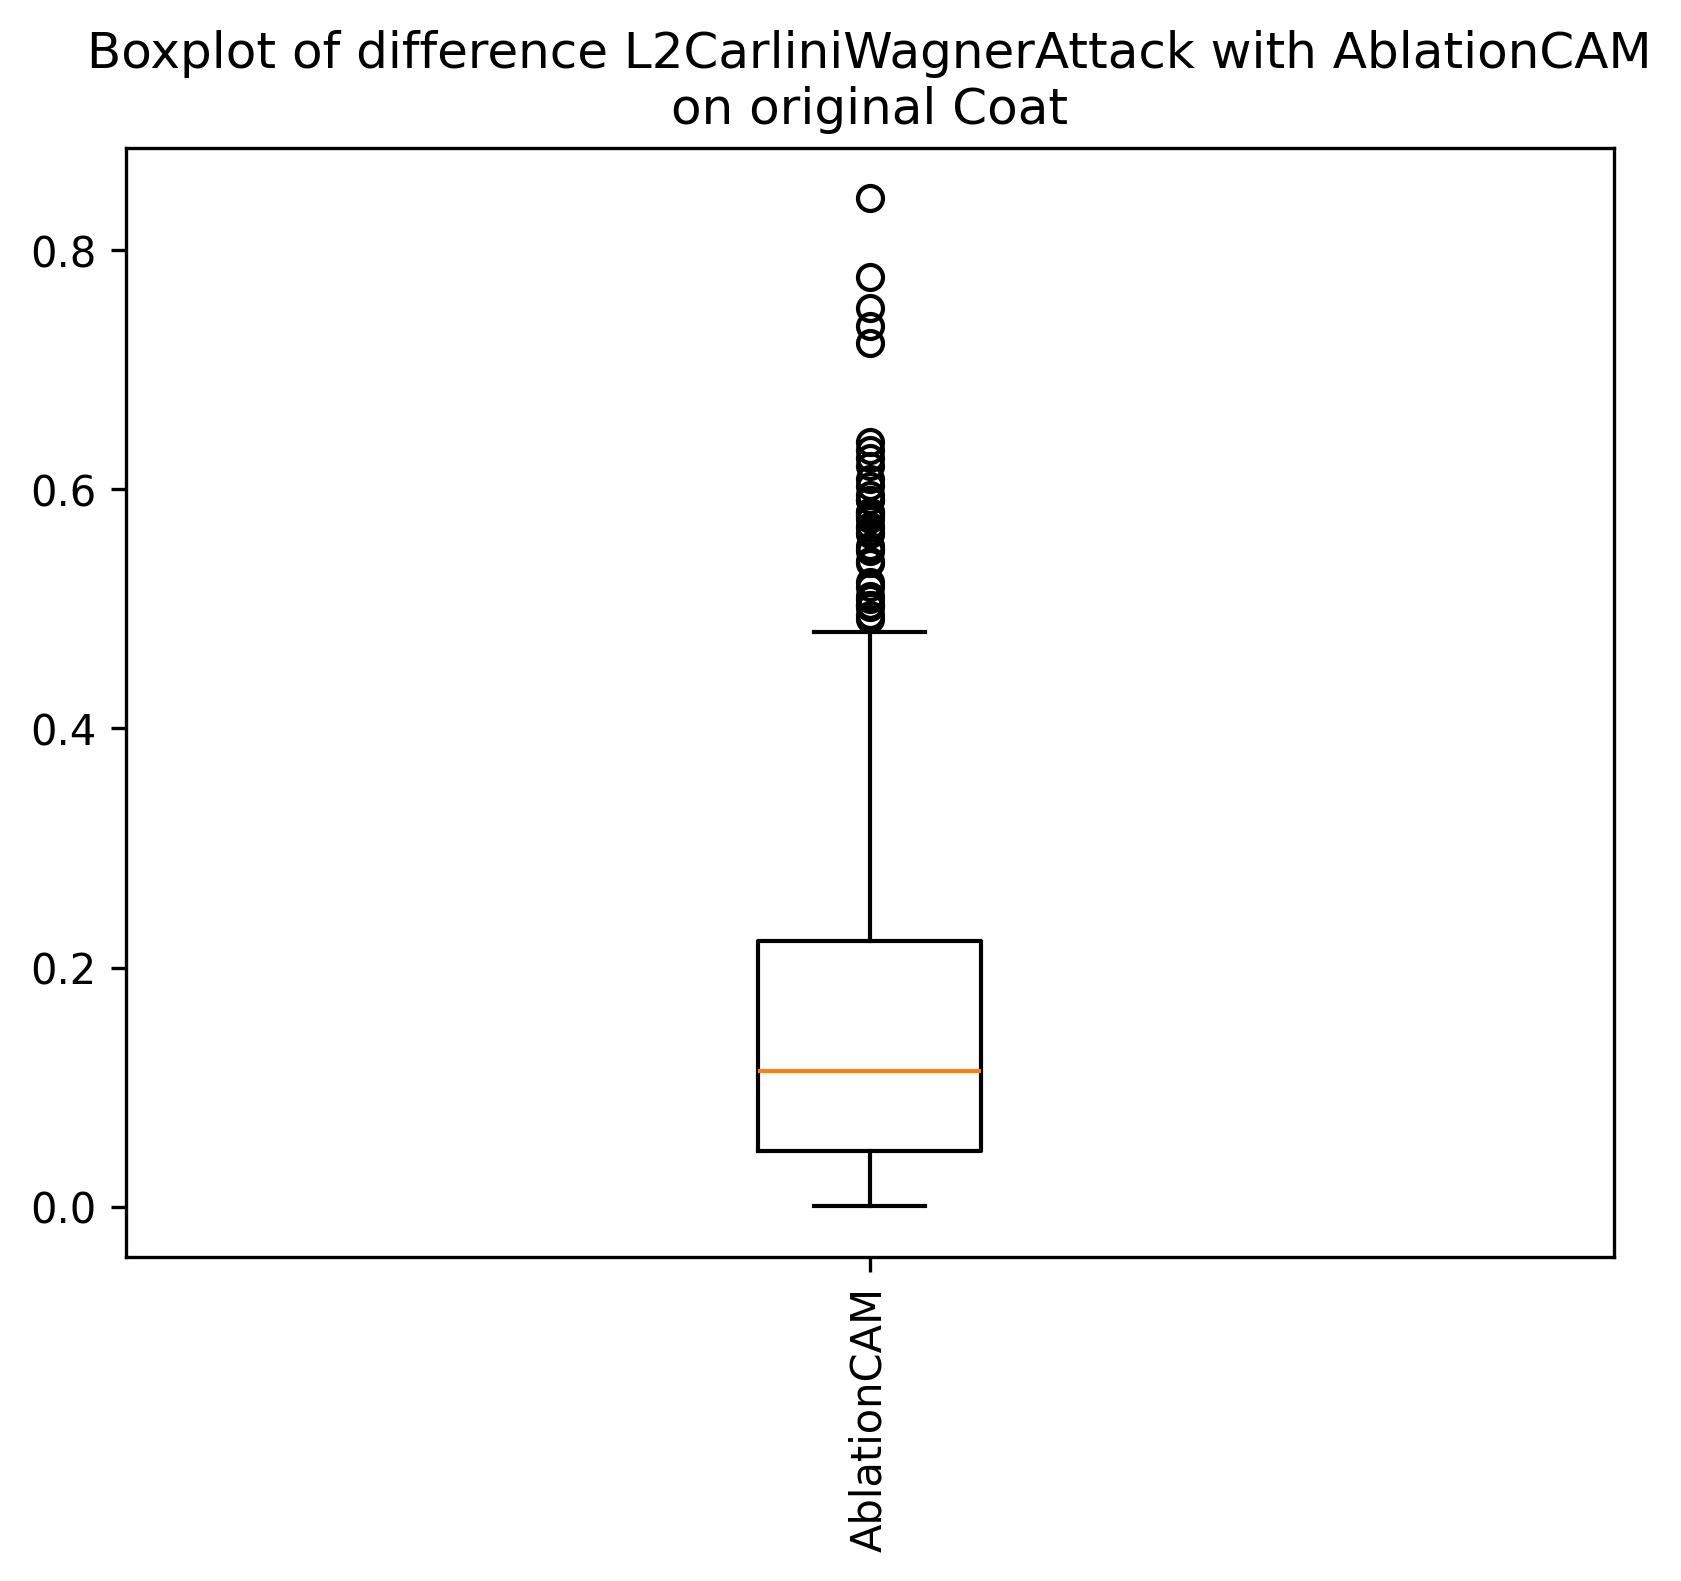 Boxplot of difference L2CarliniWagnerAttack with AblationCAM
on original Coat
0.8
0.6
0.4
0.2
0.0
AblationCAM